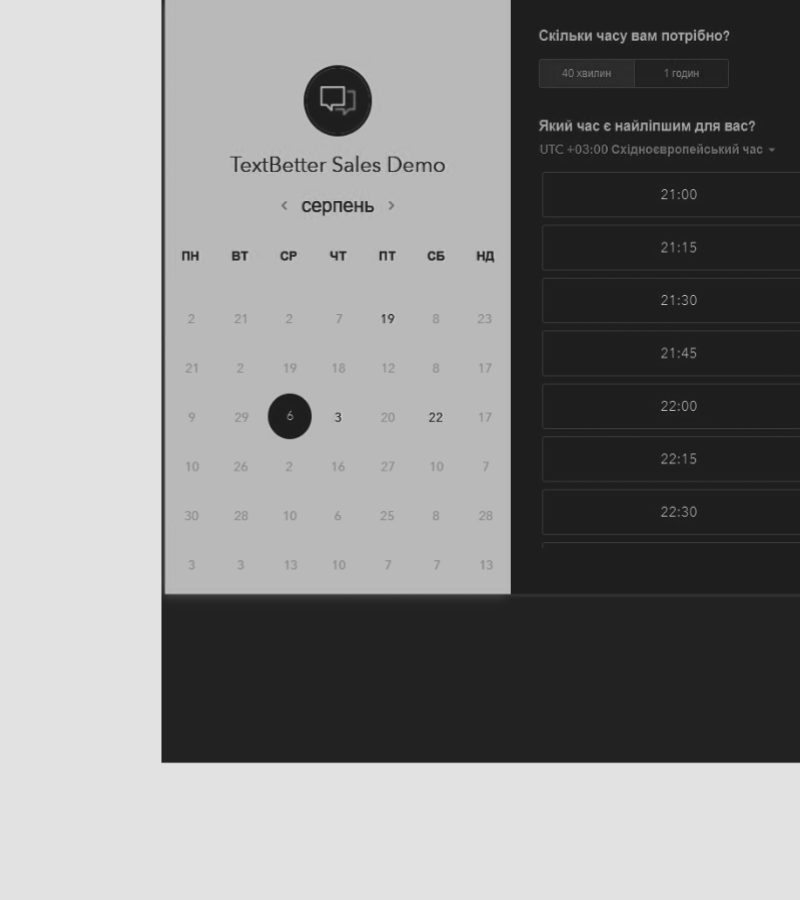 TextBetter Sales Demo
серпень
ПН ВТ СР ЧТ ПТ СБ НД
2 21 2 7 19 8 23
21 2 19 18 12 8 17
9 29 6 3 20 22 17
10 26 2 16 27 10 7
30 28 10 6 25 8 28
3 3 13 10 7 7 13
Скільки часу вам потрібно?
40 хвилин 1 годин
Який час є найліпшим для вас?
UTC +03:00 Східноєвропейський час
21:00
21:15
21:30
21:45
22:00
22:15
22:30